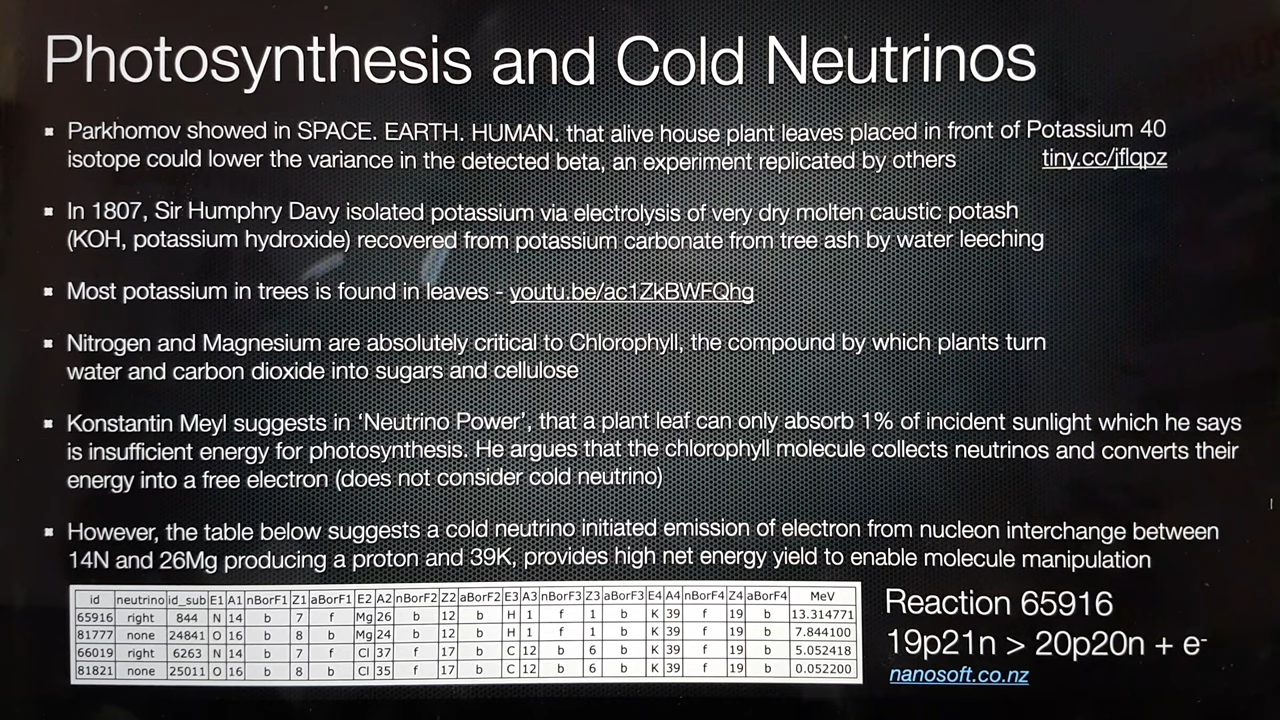 Photosynthesis and Cold Neutrinos
Parkhomov showed in SPACE. EARTH. HUMAN. that alive house plant leaves placed in front of Potassium 40
isotope could lower the variance in the detected beta, an experiment replicated by others tiny.cc/jflqpz
In 1807, Sir Humphry Davy isolated potassium via electrolysis of very dry molten caustic potash
(KOH, potassium hydroxide) recovered from potassium carbonate from tree ash by water leeching
Most potassium in trees is found in leaves - youtu.be/ac1ZkBWFQhg
Nitrogen and Magnesium are absolutely critical to Chlorophyll, the compound by which plants turn
water and carbon dioxide into sugars and cellulose
Konstantin Meyl suggests in ‘Neutrino Power’, that a plant leaf can only absorb 1% of incident sunlight which he says
is insufficient energy for photosynthesis. He argues that the chlorophyll molecule collects neutrinos and converts their
energy into a free electron (does not consider cold neutrino)
However, the table below suggests a cold neutrino initiated emission of electron from nucleon interchange between
14N and 26Mg producing a proton and 39K, provides high net energy yield to enable molecule manipulation
id neutrino id_sub E1 A1 nBorF1 Z1 aBorF1 E2 A2 nBorF2 Z2 aBorF2 E3 A3 nBorF3 Z3 aBorF3 E4 A4 nBorF4 Z4 aBorF4 MeV
65916 right 844 N 14 b 7 f Mg 26 b 12 b H 1 f 1 b K 39 f 19 b 13.314771
81777 none 24841 O 16 b 8 b Mg 24 b 12 b H 1 f 1 b K 39 f 19 b 7.844100
66019 right 6263 N 14 b 7 f Cl 37 f 17 b C 12 b 6 b K 39 f 19 b 5.052418
81821 none 25011 O 16 b 8 b Cl 35 f 17 b C 12 b 6 b K 39 f 19 b 0.052200
Reaction 65916
19p21n > 20p20n + e-
nanosoft.co.nz